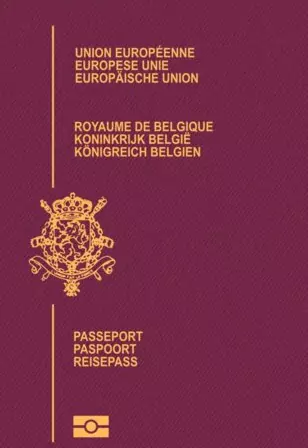 UNION EUROPÉENNE
EUROPESE UNIE
EUROPÄISCHE UNION
ROYAUME DE BELGIQUE
KONINKRIJK BELGIË
KÖNIGREICH BELGIEN
PASSEPORT
PASPOORT
REISEPASS